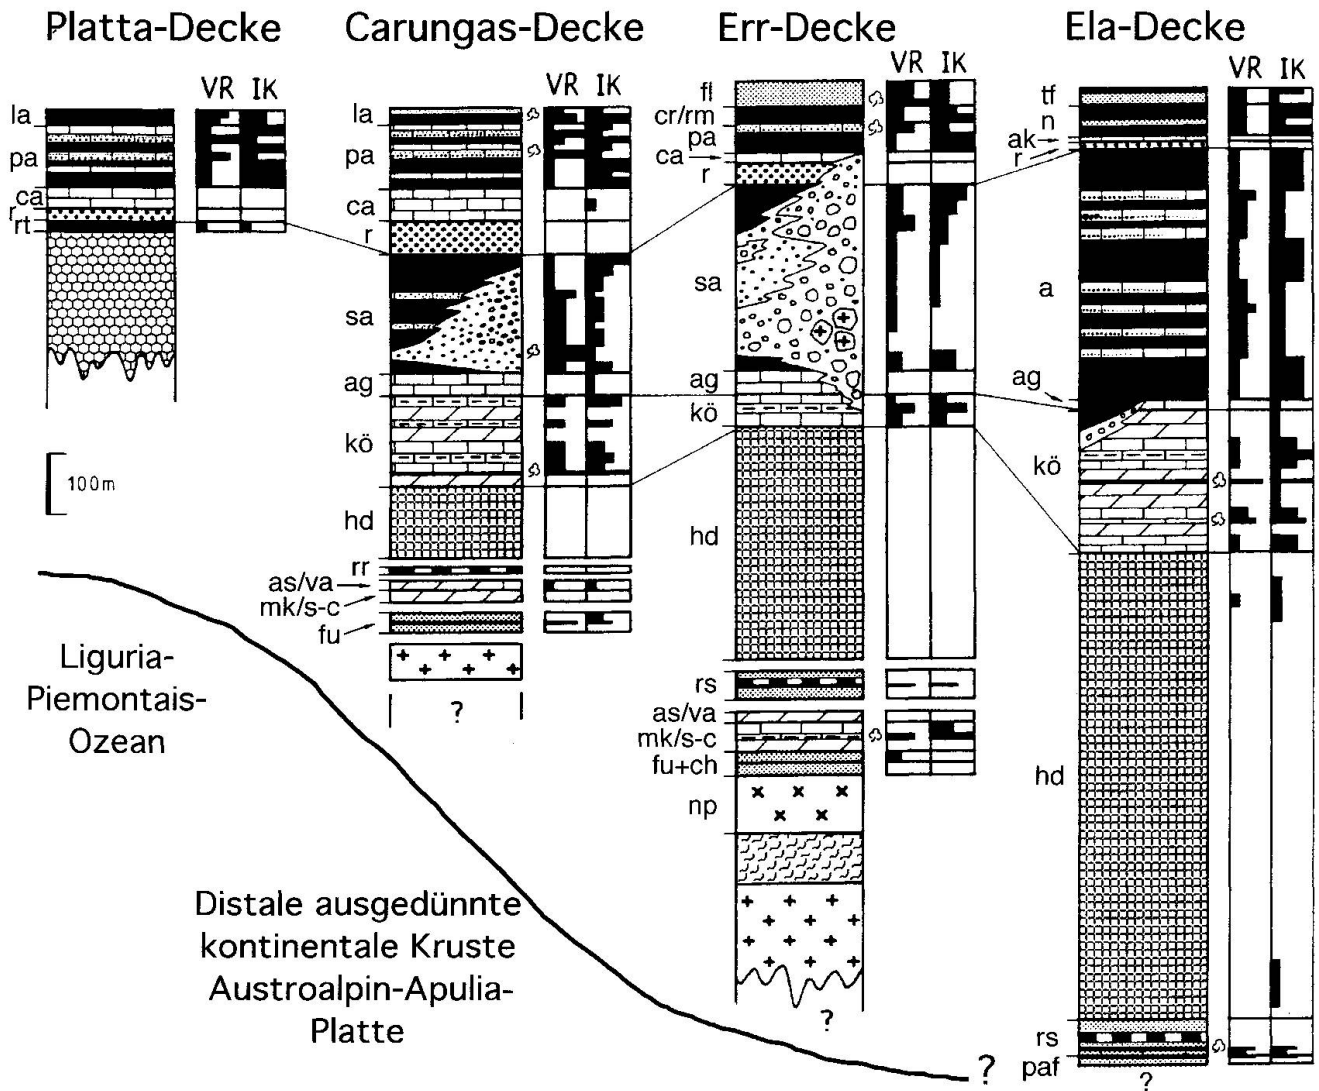 Platta-Decke
VR IK
la
pa
ca
r
rt
100m
Carungas-Decke
VR IK
la
pa
ca
r
sa
ag
kö
hd
rr
as/va
mk/s-c
fu
?
Err-Decke
VR IK
fl
cr/rm
pa
ca
r
sa
ag
kö
hd
rs
as/va
mk/s-c
fu+ch
np
?
Ela-Decke
VR IK
tf
n
ak
r
a
ag
kö
hd
rs
paf
?
Liguria-
Piemontais-
Ozean
Distale ausgedünnte
kontinentale Kruste
Austroalpin-Apulia-
Platte
?